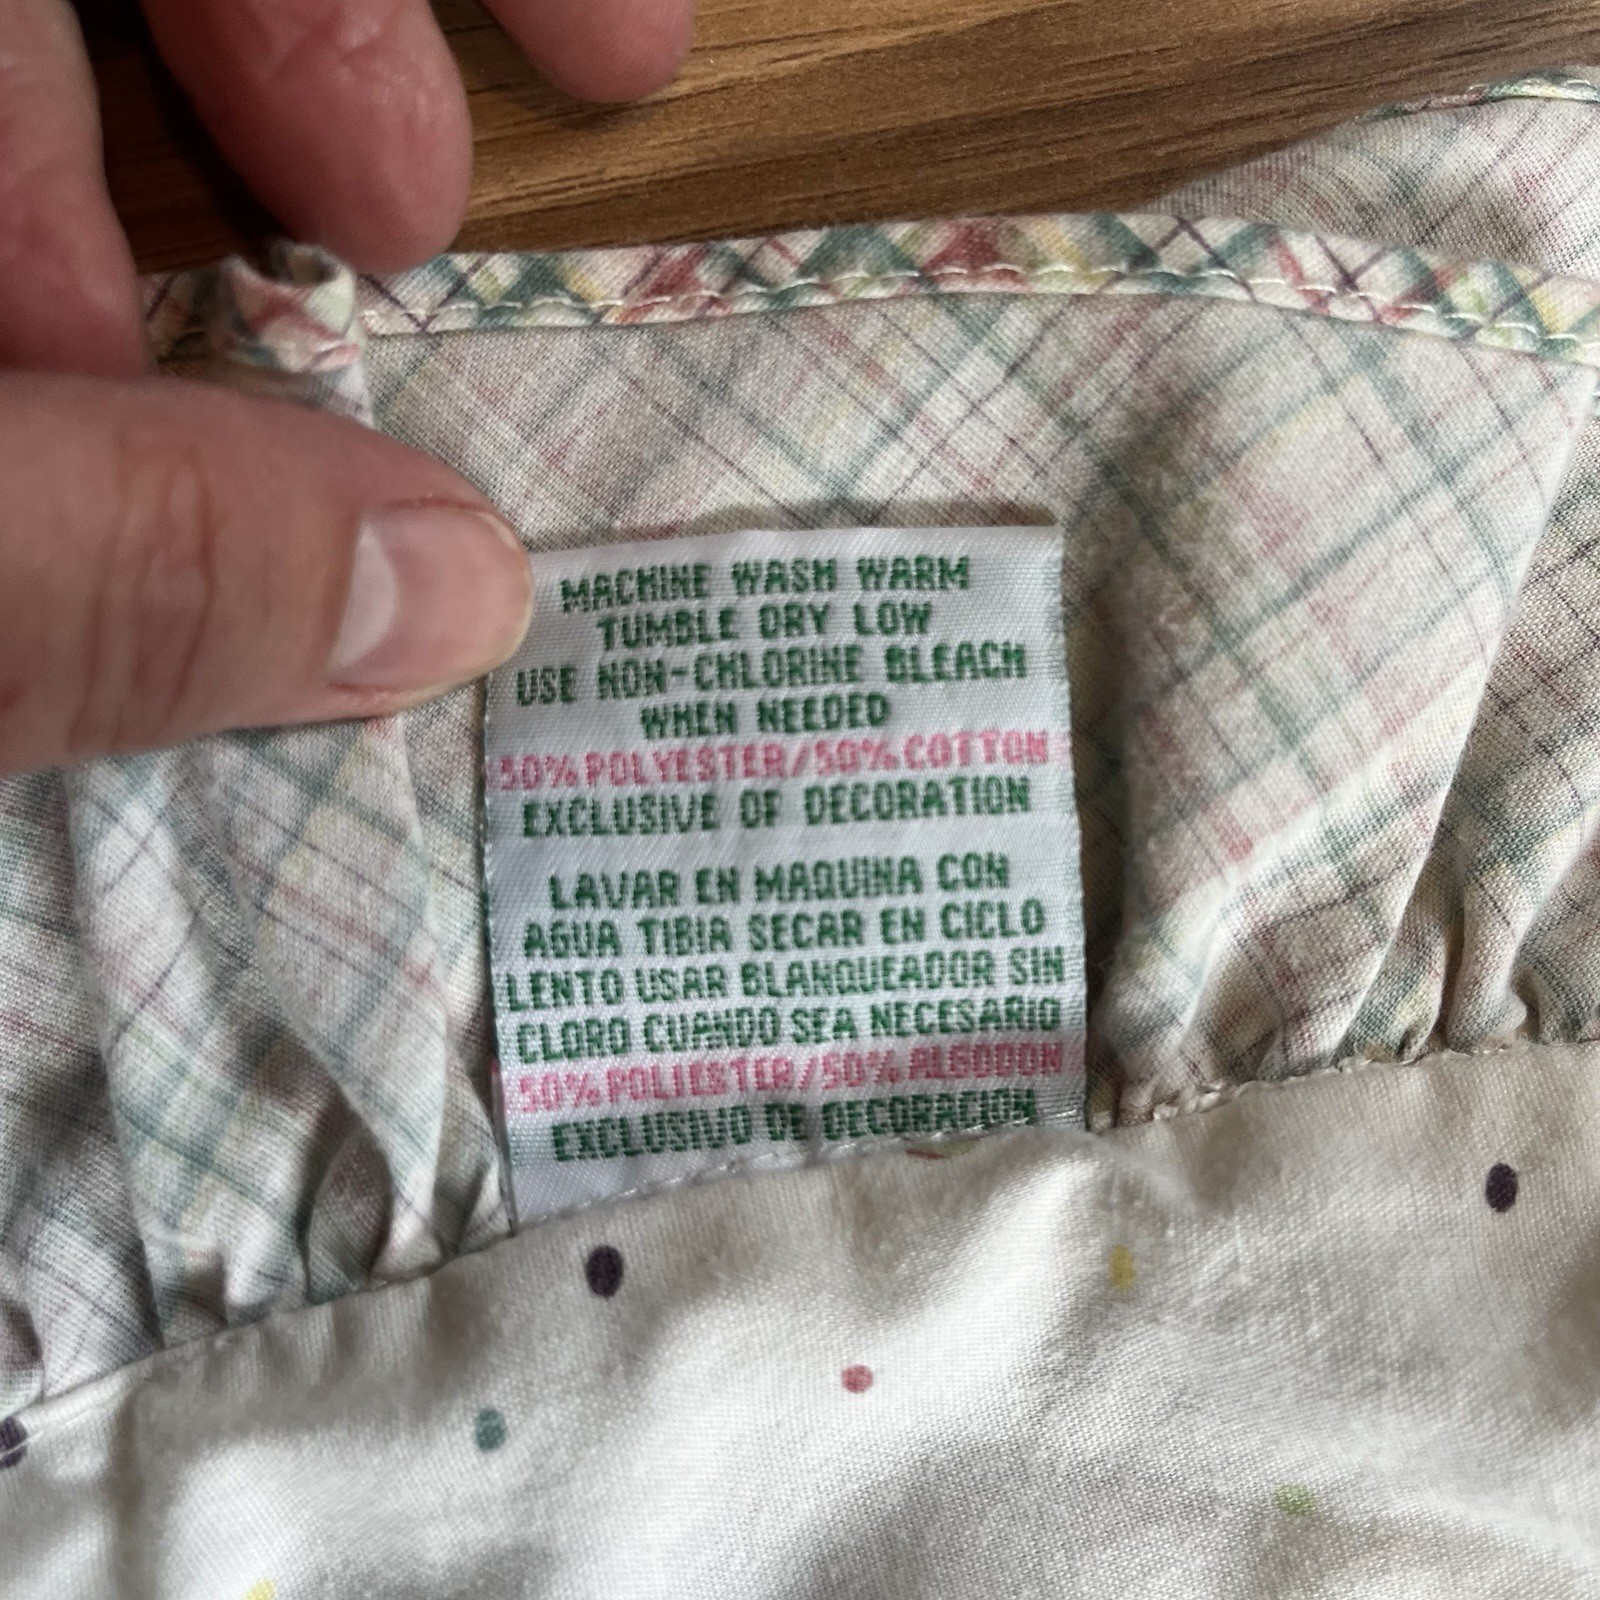 MACHINE WASH WARM
TUMBLE DRY LOW
USE NON-CHLORINE BLEACH
WHEN NEEDED
50% POLYESTER/50% COTTON
EXCLUSIVE OF DECORATION
LAVAR EN MAQUINA CON
AGUA TIBIA SECAR EN CICLO
LENTO USAR BLANQUEADOR SIN
CLORO CUANDO SEA NECESARIO
50% POLIESTER/50% ALGODON
EXCLUSIVO DE DECORACION